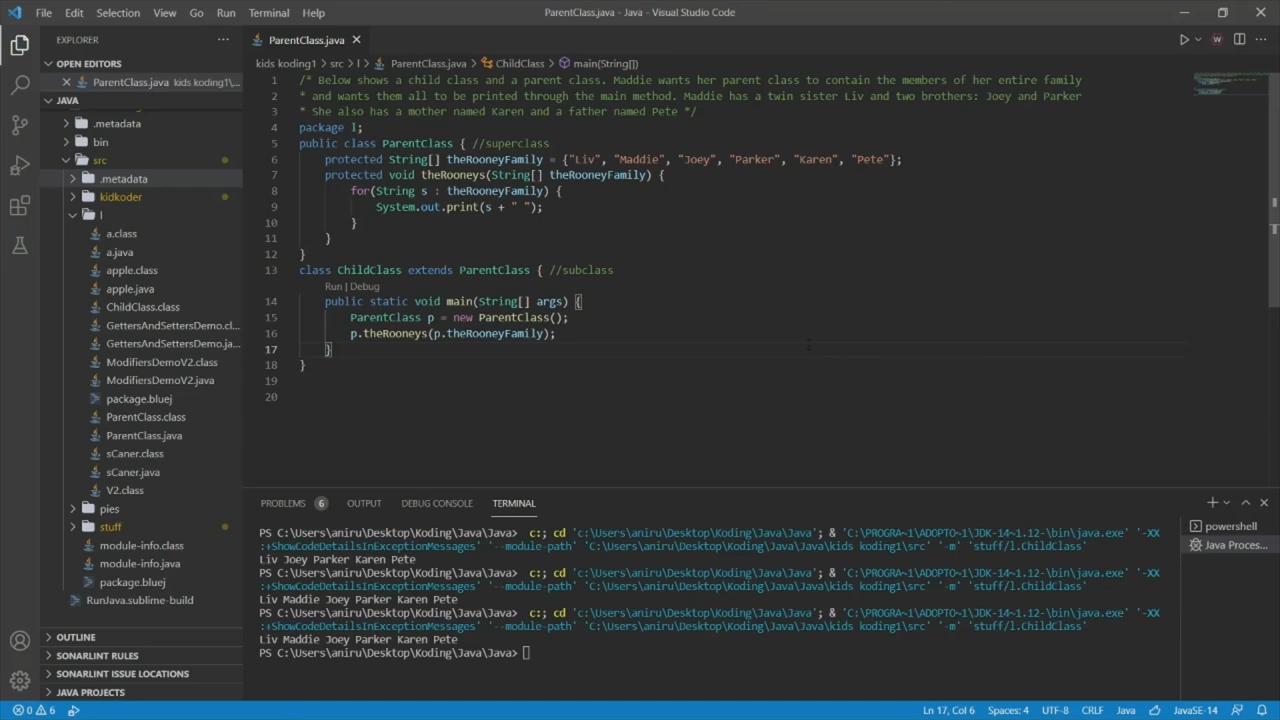 File Edit Selection View Go Run Terminal Help
ParentClass.java - Java - Visual Studio Code
EXPLORER ···
OPEN EDITORS
ParentClass.java kids koding1\...
JAVA
.metadata
bin
src
.metadata
kidkoder
l
a.class
a.java
apple.class
apple.java
ChildClass.class
GettersAndSettersDemo.cl...
GettersAndSettersDemo.ja...
ModifiersDemoV2.class
ModifiersDemoV2.java
package.bluej
ParentClass.class
ParentClass.java
sCaner.class
sCaner.java
V2.class
pies
stuff
module-info.class
module-info.java
package.bluej
RunJava.sublime-build
OUTLINE
SONARLINT RULES
SONARLINT ISSUE LOCATIONS
JAVA PROJECTS
ParentClass.java
kids koding1 > src > l > ParentClass.java > ChildClass > main(String[])
1 /* Below shows a child class and a parent class. Maddie wants her parent class to contain the members of her entire family
2 * and wants them all to be printed through the main method. Maddie has a twin sister Liv and two brothers: Joey and Parker
3 * She also has a mother named Karen and a father named Pete */
4 package l;
5 public class ParentClass { //superclass
6 protected String[] theRooneyFamily = {"Liv", "Maddie", "Joey", "Parker", "Karen", "Pete"};
7 protected void theRooneys(String[] theRooneyFamily) {
8 for(String s : theRooneyFamily) {
9 System.out.print(s + " ");
10 }
11 }
12 }
13 class ChildClass extends ParentClass { //subclass
Run | Debug
14 public static void main(String[] args) {
15 ParentClass p = new ParentClass();
16 p.theRooneys(p.theRooneyFamily);
17 }
18 }
19
20
PROBLEMS 6 OUTPUT DEBUG CONSOLE TERMINAL
PS C:\Users\aniru\Desktop\Koding\Java\Java> c:; cd 'c:\Users\aniru\Desktop\Koding\Java\Java'; & 'C:\PROGRA~1\ADOPTO~1\JDK-14~1.12-\bin\java.exe' '-XX
:+ShowCodeDetailsInExceptionMessages' '--module-path' 'C:\Users\aniru\Desktop\Koding\Java\Java\kids koding1\src' '-m' 'stuff/l.ChildClass'
Liv Joey Parker Karen Pete
PS C:\Users\aniru\Desktop\Koding\Java\Java> c:; cd 'c:\Users\aniru\Desktop\Koding\Java\Java'; & 'C:\PROGRA~1\ADOPTO~1\JDK-14~1.12-\bin\java.exe' '-XX
:+ShowCodeDetailsInExceptionMessages' '--module-path' 'C:\Users\aniru\Desktop\Koding\Java\Java\kids koding1\src' '-m' 'stuff/l.ChildClass'
Liv Maddie Joey Parker Karen Pete
PS C:\Users\aniru\Desktop\Koding\Java\Java> c:; cd 'c:\Users\aniru\Desktop\Koding\Java\Java'; & 'C:\PROGRA~1\ADOPTO~1\JDK-14~1.12-\bin\java.exe' '-XX
:+ShowCodeDetailsInExceptionMessages' '--module-path' 'C:\Users\aniru\Desktop\Koding\Java\Java\kids koding1\src' '-m' 'stuff/l.ChildClass'
Liv Maddie Joey Parker Karen Pete
PS C:\Users\aniru\Desktop\Koding\Java\Java>
powershell
Java Proces...
0 6
Ln 17, Col 6 Spaces: 4 UTF-8 CRLF Java JavaSE-14